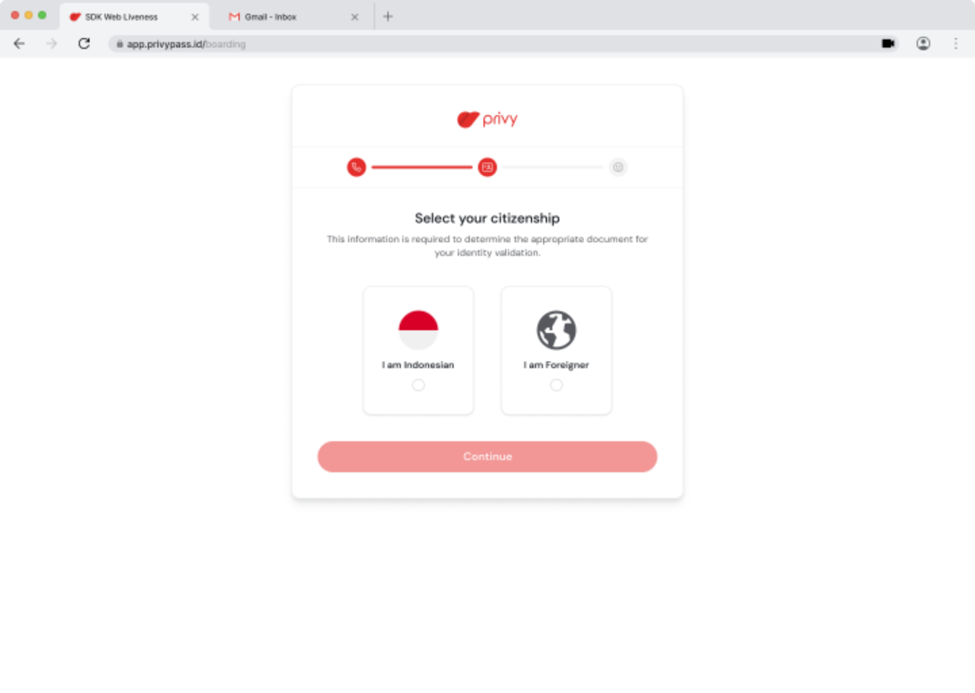 SDK Web Liveness
Gmail - Inbox
app.privypass.id/boarding
privy
Select your citizenship
This information is required to determine the appropriate document for
your identity validation.
I am Indonesian
I am Foreigner
Continue